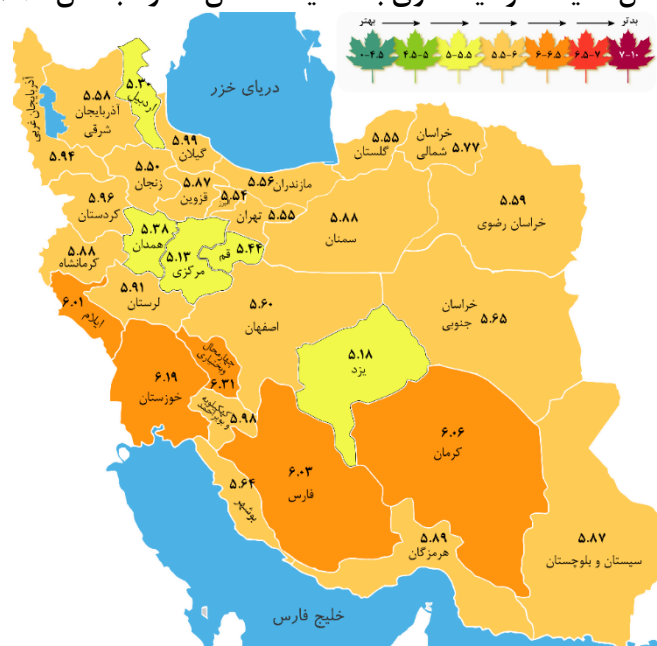 بهتر
بدتر
۰-۴.۵
۴.۵-۵
۵-۵.۵
۵.۵-۶
۶-۶.۵
۶.۵-۷
۷-۱۰
دریای خزر
آذربایجان غربی
۵.۹۴
۵.۵۸
آذربایجان
شرقی
۵.۳۰
اردبیل
۵.۹۹
گیلان
۵.۵۰
زنجان
۵.۸۷
قزوین
۵.۵۴
مازندران ۵.۵۶
۵.۵۵
گلستان
خراسان
شمالی ۵.۷۷
۵.۵۹
خراسان رضوی
۵.۹۶
کردستان
۵.۳۸
همدان
۵.۱۳
مرکزی
۵.۴۴
قم
تهران ۵.۵۵
۵.۸۸
سمنان
۵.۸۸
کرمانشاه
۵.۹۱
لرستان
۶.۰۱
ایلام
۵.۶۰
اصفهان
خراسان
جنوبی ۵.۶۵
۵.۱۸
یزد
چهارمحال
وبختیاری
۶.۳۱
۶.۱۹
خوزستان
کهکیلویه
و بویراحمد
۵.۹۸
۶.۰۶
کرمان
۶.۰۳
فارس
۵.۶۴
بوشهر
۵.۸۹
هرمزگان
۵.۸۷
سیستان و بلوچستان
خلیج فارس